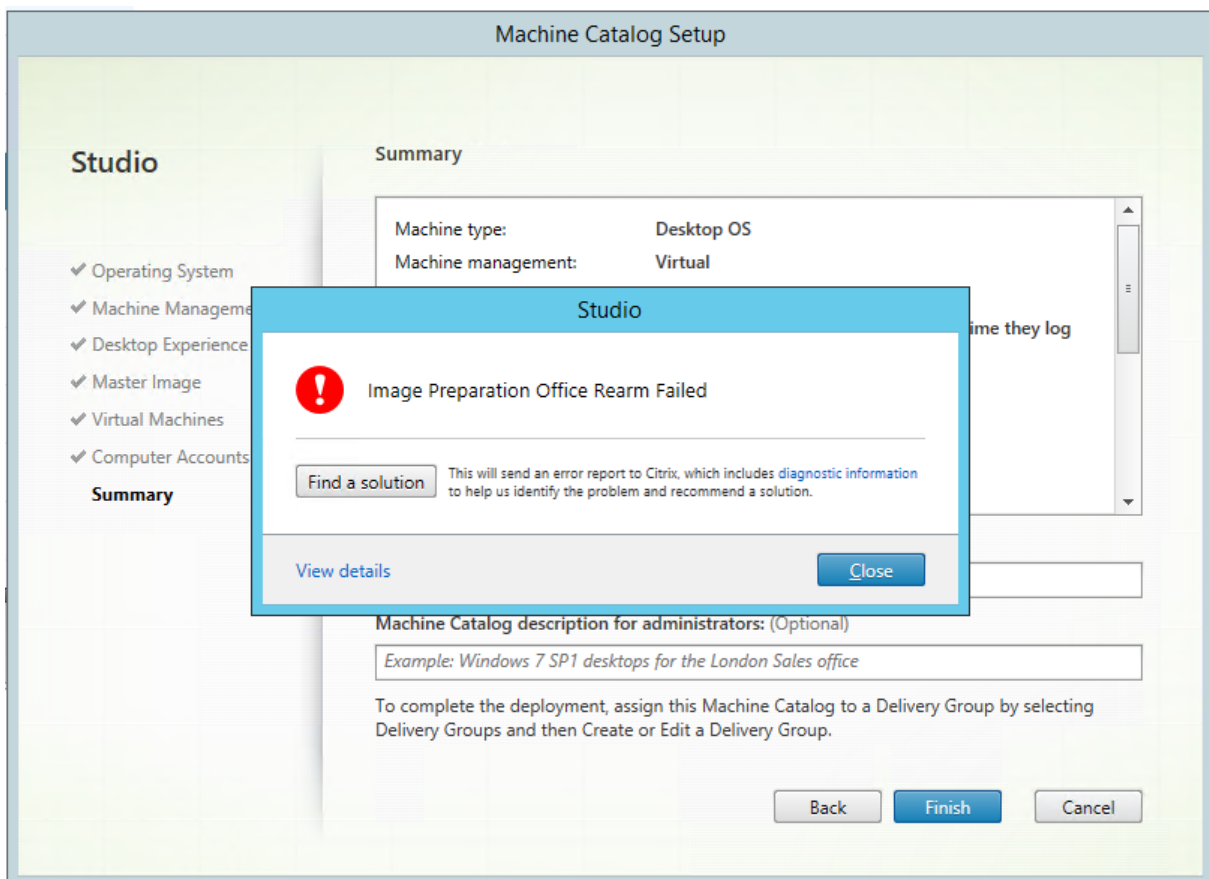 Machine Catalog Setup
Studio
Operating System
Machine Manageme
Desktop Experience
Master Image
Virtual Machines
Computer Accounts
Summary
Summary
Machine type: Desktop OS
Machine management: Virtual
ime they log
Studio
Image Preparation Office Rearm Failed
Find a solution
This will send an error report to Citrix, which includes diagnostic information
to help us identify the problem and recommend a solution.
View details
Close
Machine Catalog description for administrators: (Optional)
Example: Windows 7 SP1 desktops for the London Sales office
To complete the deployment, assign this Machine Catalog to a Delivery Group by selecting
Delivery Groups and then Create or Edit a Delivery Group.
Back
Finish
Cancel